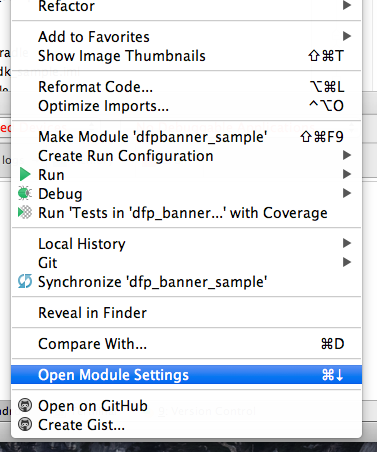 Refactor
Add to Favorites
Show Image Thumbnails ⇧⌘T
Reformat Code... ⌥⌘L
Optimize Imports... ^⌥O
Make Module 'dfpbanner_sample' ⇧⌘F9
Create Run Configuration
Run
Debug
Run 'Tests in 'dfp_banner...' with Coverage
Local History
Git
Synchronize 'dfp_banner_sample'
Reveal in Finder
Compare With... ⌘D
Open Module Settings ⌘↓
Open on GitHub
Create Gist...